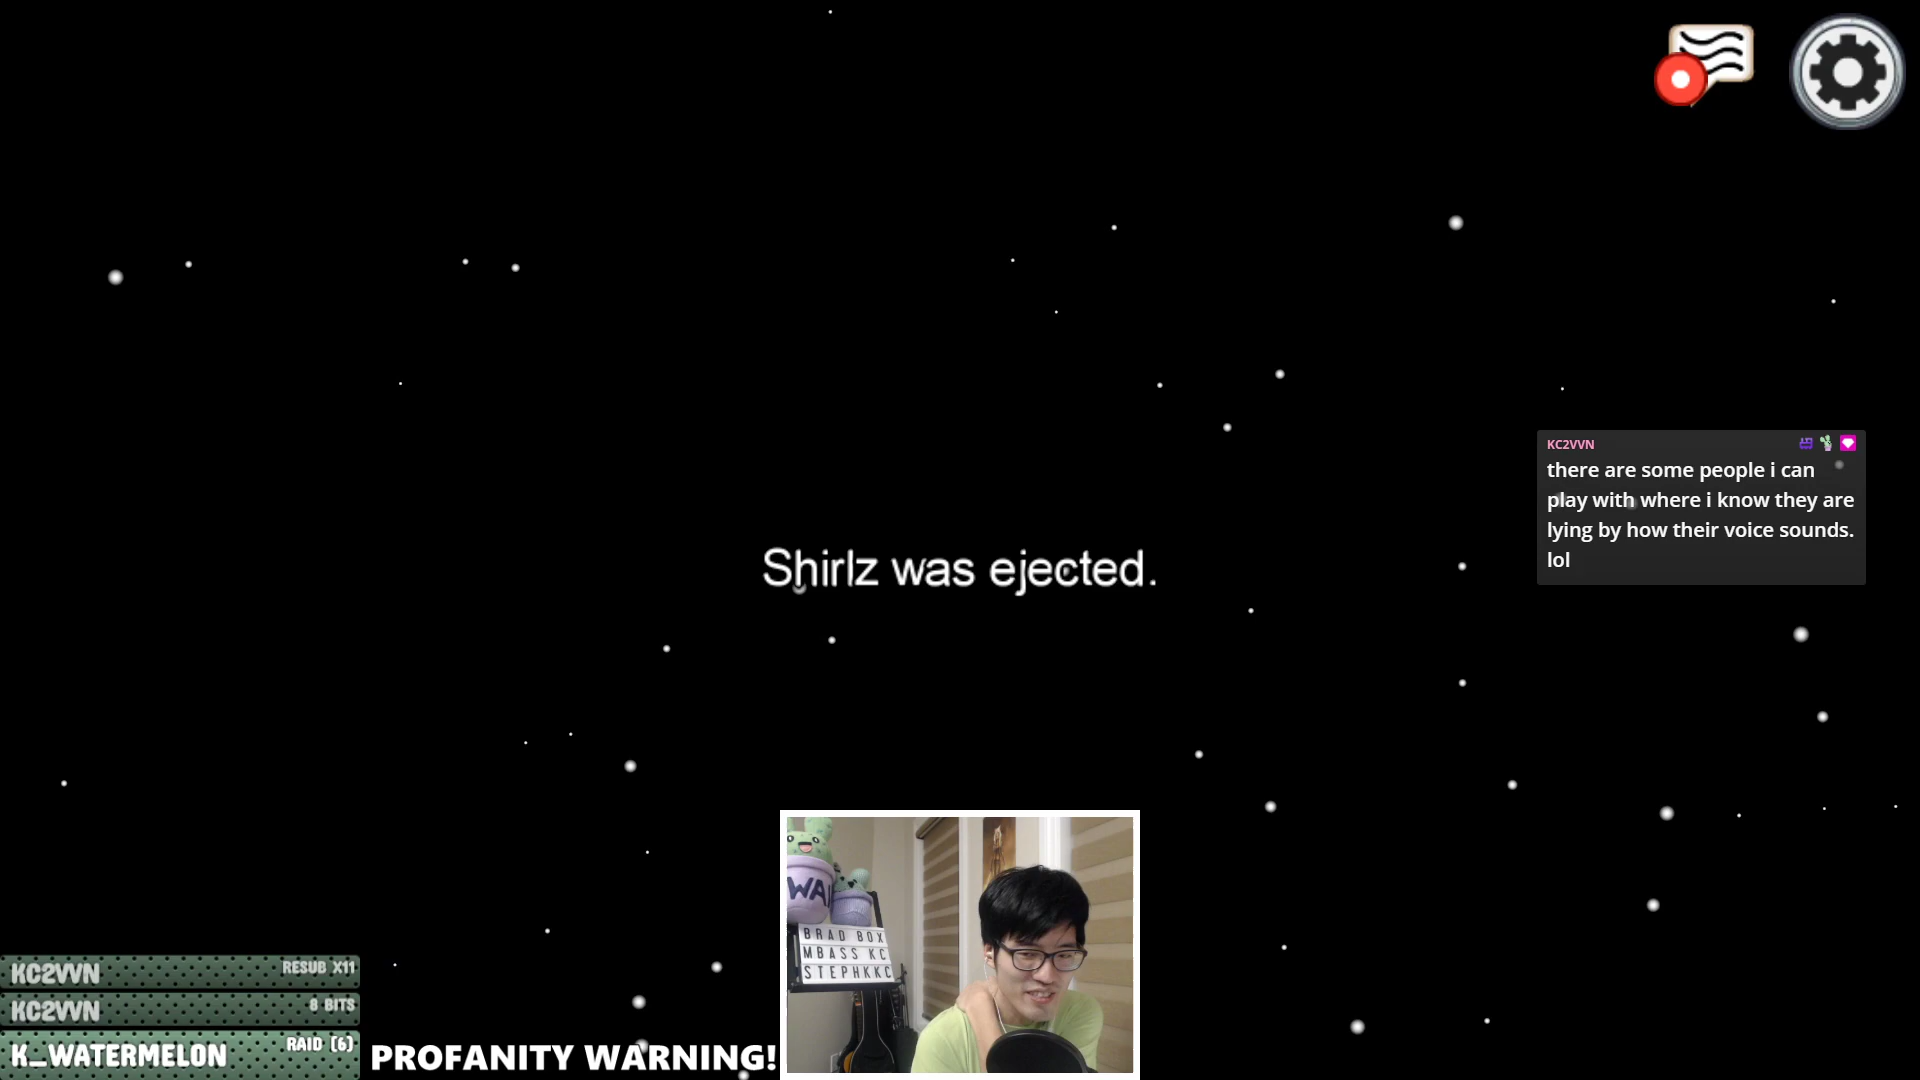 KC2VVN
there are some people i can
play with where i know they are
lying by how their voice sounds.
lol
Shirlz was ejected.
WAI
BRAD BOX
MBASS KC
STEPHKKC
KC2VVN RESUB X11
KC2VVN 8 BITS
K_WATERMELON RAID (6)
PROFANITY WARNING!